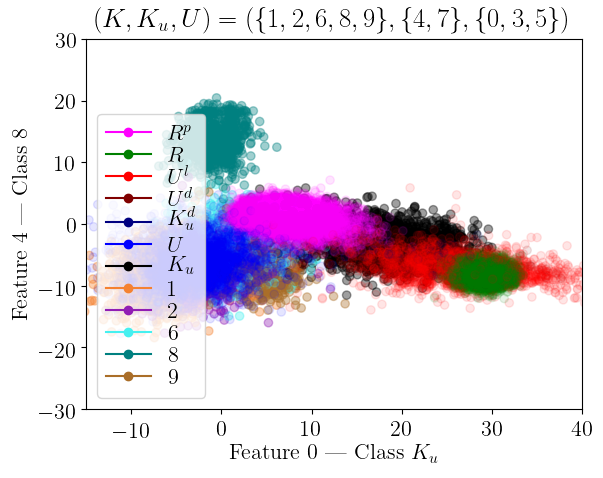 (K, K_u, U) = ({1, 2, 6, 8, 9}, {4, 7}, {0, 3, 5})
30
20
10
0
−10
−20
−30
Feature 4 — Class 8
R^p
R
U^l
U^d
K_u^d
U
K_u
1
2
6
8
9
−10
0
10
20
30
40
Feature 0 — Class K_u